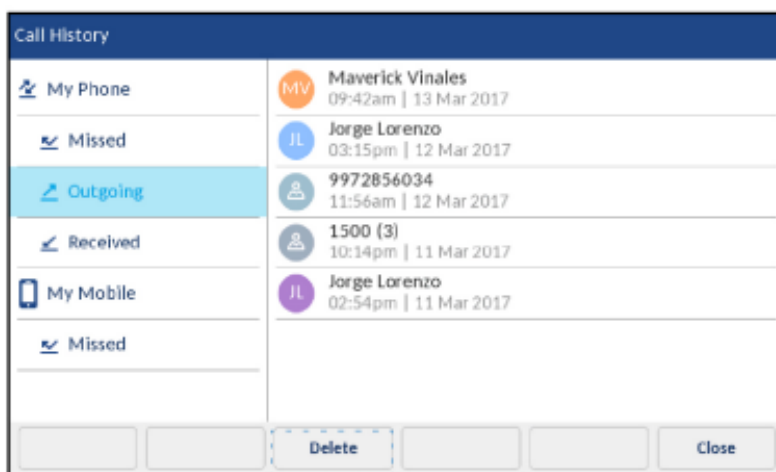 Call History
My Phone
Missed
Outgoing
Received
My Mobile
Missed
MV
Maverick Vinales
09:42am | 13 Mar 2017
JL
Jorge Lorenzo
03:15pm | 12 Mar 2017
9972856034
11:56am | 12 Mar 2017
1500 (3)
10:14pm | 11 Mar 2017
JL
Jorge Lorenzo
02:54pm | 11 Mar 2017
Delete
Close